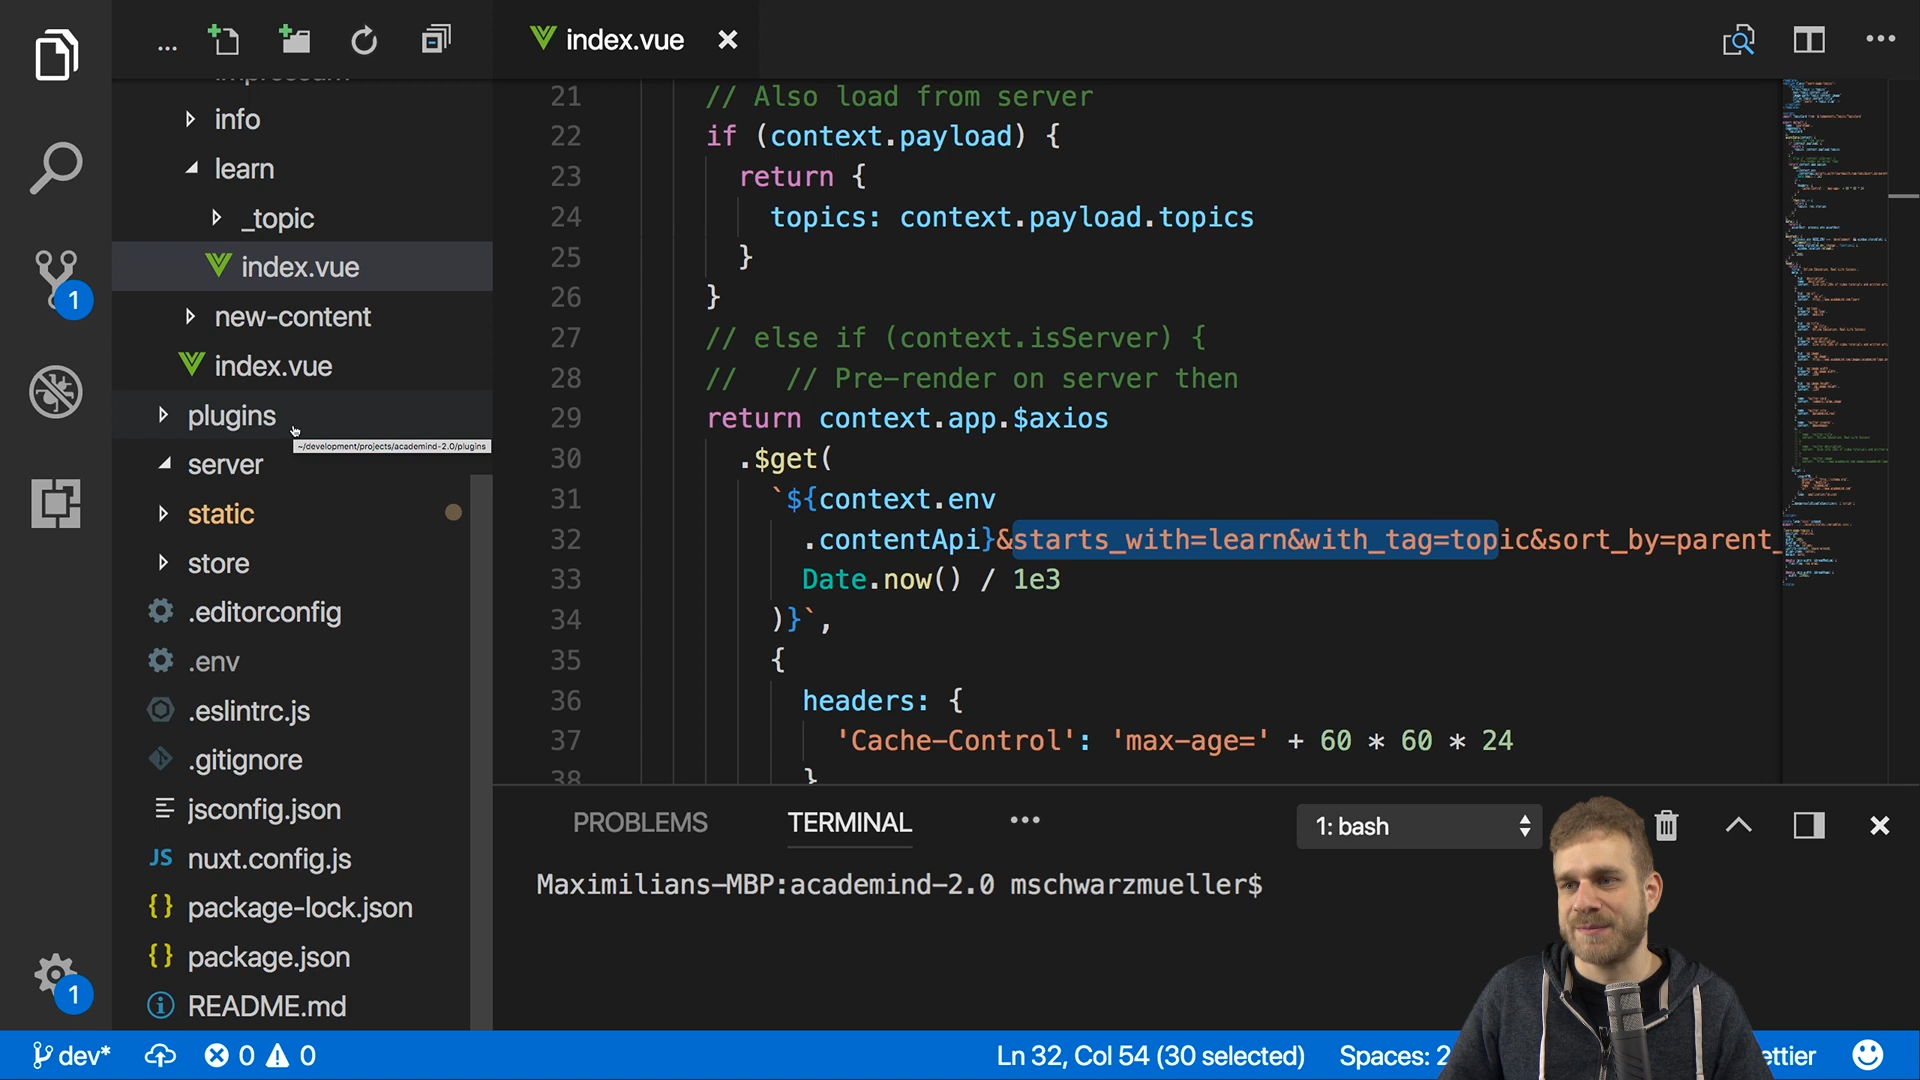 ...
index.vue
info
learn
_topic
index.vue
new-content
index.vue
plugins
~/development/projects/academind-2.0/plugins
server
static
store
.editorconfig
.env
.eslintrc.js
.gitignore
jsconfig.json
JS nuxt.config.js
{} package-lock.json
{} package.json
README.md
1
1
21 // Also load from server
22 if (context.payload) {
23 return {
24 topics: context.payload.topics
25 }
26 }
27 // else if (context.isServer) {
28 //   // Pre-render on server then
29 return context.app.$axios
30 .$get(
31 `${context.env
32 .contentApi}&starts_with=learn&with_tag=topic&sort_by=parent_
33 Date.now() / 1e3
34 )}`,
35 {
36 headers: {
37 'Cache-Control': 'max-age=' + 60 * 60 * 24
38 }
PROBLEMS TERMINAL ...
1: bash
Maximilians-MBP:academind-2.0 mschwarzmueller$
dev* 0 0 Ln 32, Col 54 (30 selected) Spaces: 2 ettier